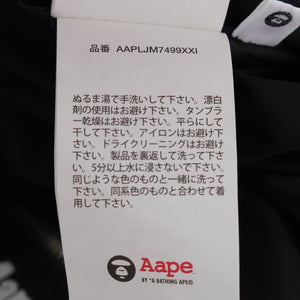 品番 AAPLJM7499XXI
ぬるま湯で手洗いして下さい。漂白
剤の使用はお避け下さい。タンブラ
ー乾燥はお避け下さい。平らにして
干して下さい。アイロンはお避け下
さい。ドライクリーニングはお避け下
さい。製品を裏返して洗って下さ
い。5分以上水に浸さないで下さい。
同じような色のものと一緒に洗って
下さい。同系色のものと合わせて着
用して下さい。
Aape
BY *A BATHING APE®